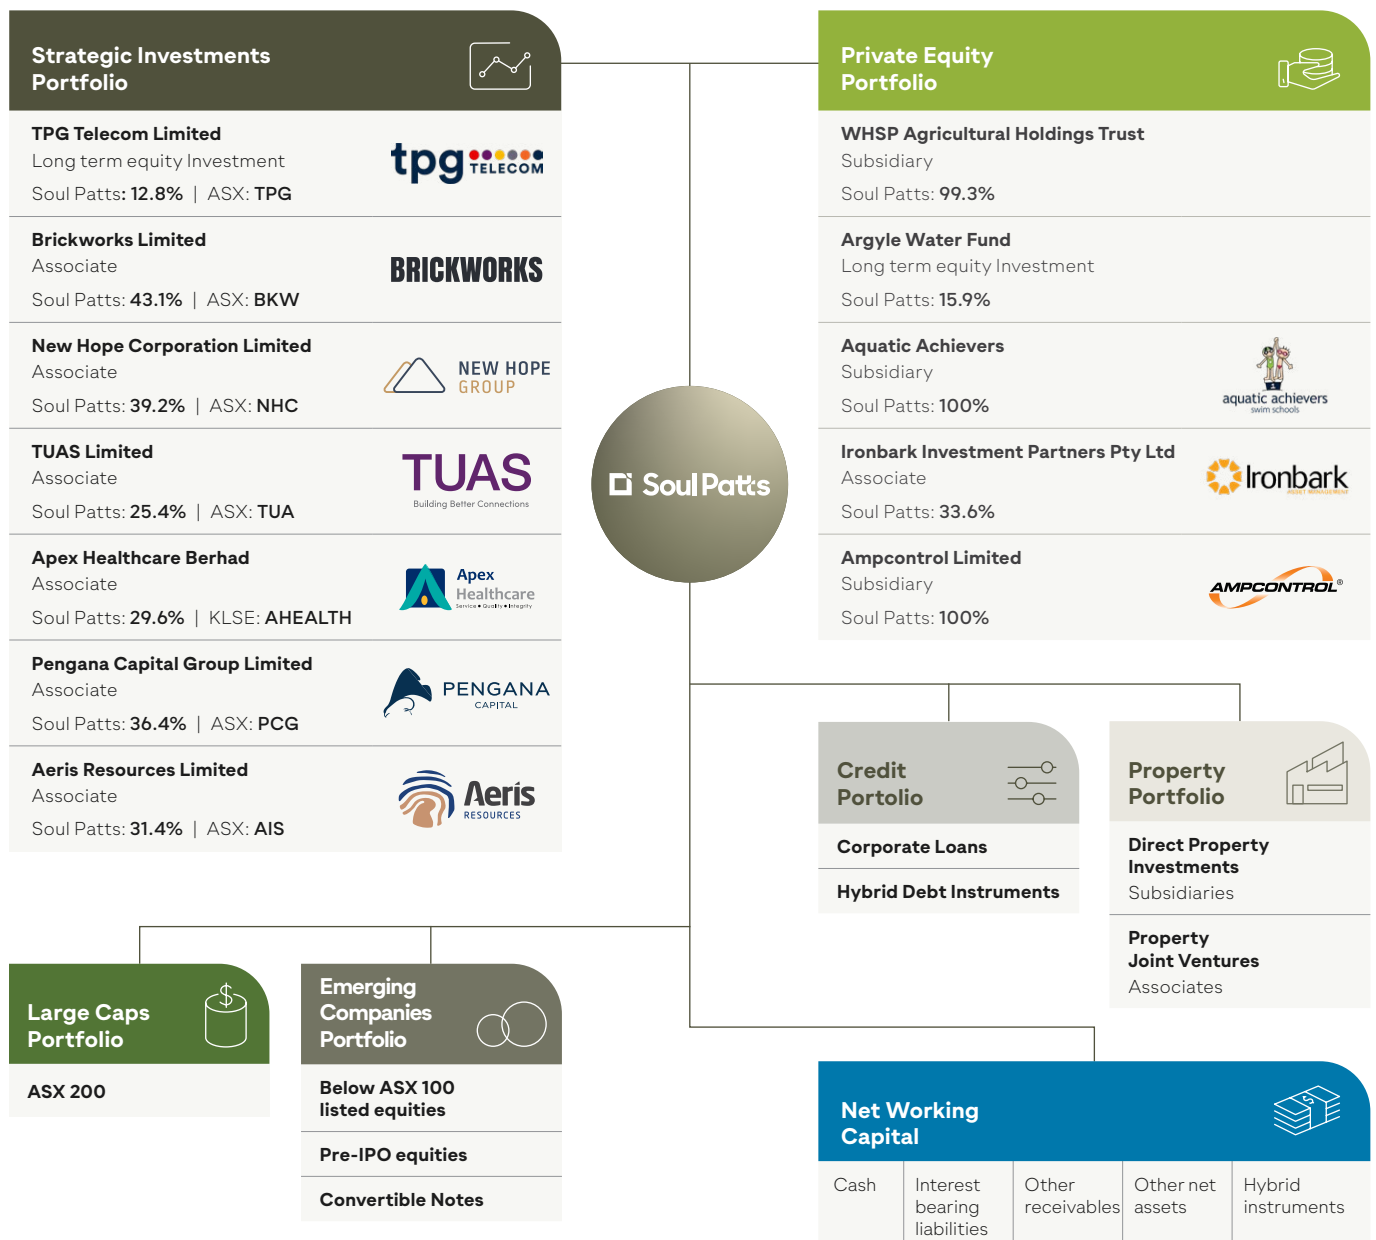 Strategic Investments
Portfolio
TPG Telecom Limited
Long term equity Investment
Soul Patts: 12.8% | ASX: TPG
tpg TELECOM
Brickworks Limited
Associate
Soul Patts: 43.1% | ASX: BKW
BRICKWORKS
New Hope Corporation Limited
Associate
Soul Patts: 39.2% | ASX: NHC
NEW HOPE
GROUP
TUAS Limited
Associate
Soul Patts: 25.4% | ASX: TUA
TUAS
Building Better Connections
Apex Healthcare Berhad
Associate
Soul Patts: 29.6% | KLSE: AHEALTH
Apex
Healthcare
Service • Quality • Integrity
Pengana Capital Group Limited
Associate
Soul Patts: 36.4% | ASX: PCG
PENGANA
CAPITAL
Aeris Resources Limited
Associate
Soul Patts: 31.4% | ASX: AIS
Aeris
RESOURCES
Soul Patts
Private Equity
Portfolio
WHSP Agricultural Holdings Trust
Subsidiary
Soul Patts: 99.3%
Argyle Water Fund
Long term equity Investment
Soul Patts: 15.9%
Aquatic Achievers
Subsidiary
Soul Patts: 100%
aquatic achievers
swim schools
Ironbark Investment Partners Pty Ltd
Associate
Soul Patts: 33.6%
Ironbark
ASSET MANAGEMENT
Ampcontrol Limited
Subsidiary
Soul Patts: 100%
AMPCONTROL®
Credit
Portolio
Corporate Loans
Hybrid Debt Instruments
Property
Portfolio
Direct Property
Investments
Subsidiaries
Property
Joint Ventures
Associates
Large Caps
Portfolio
$
ASX 200
Emerging
Companies
Portfolio
Below ASX 100
listed equities
Pre-IPO equities
Convertible Notes
Net Working
Capital
$
Cash
Interest
bearing
liabilities
Other
receivables
Other net
assets
Hybrid
instruments